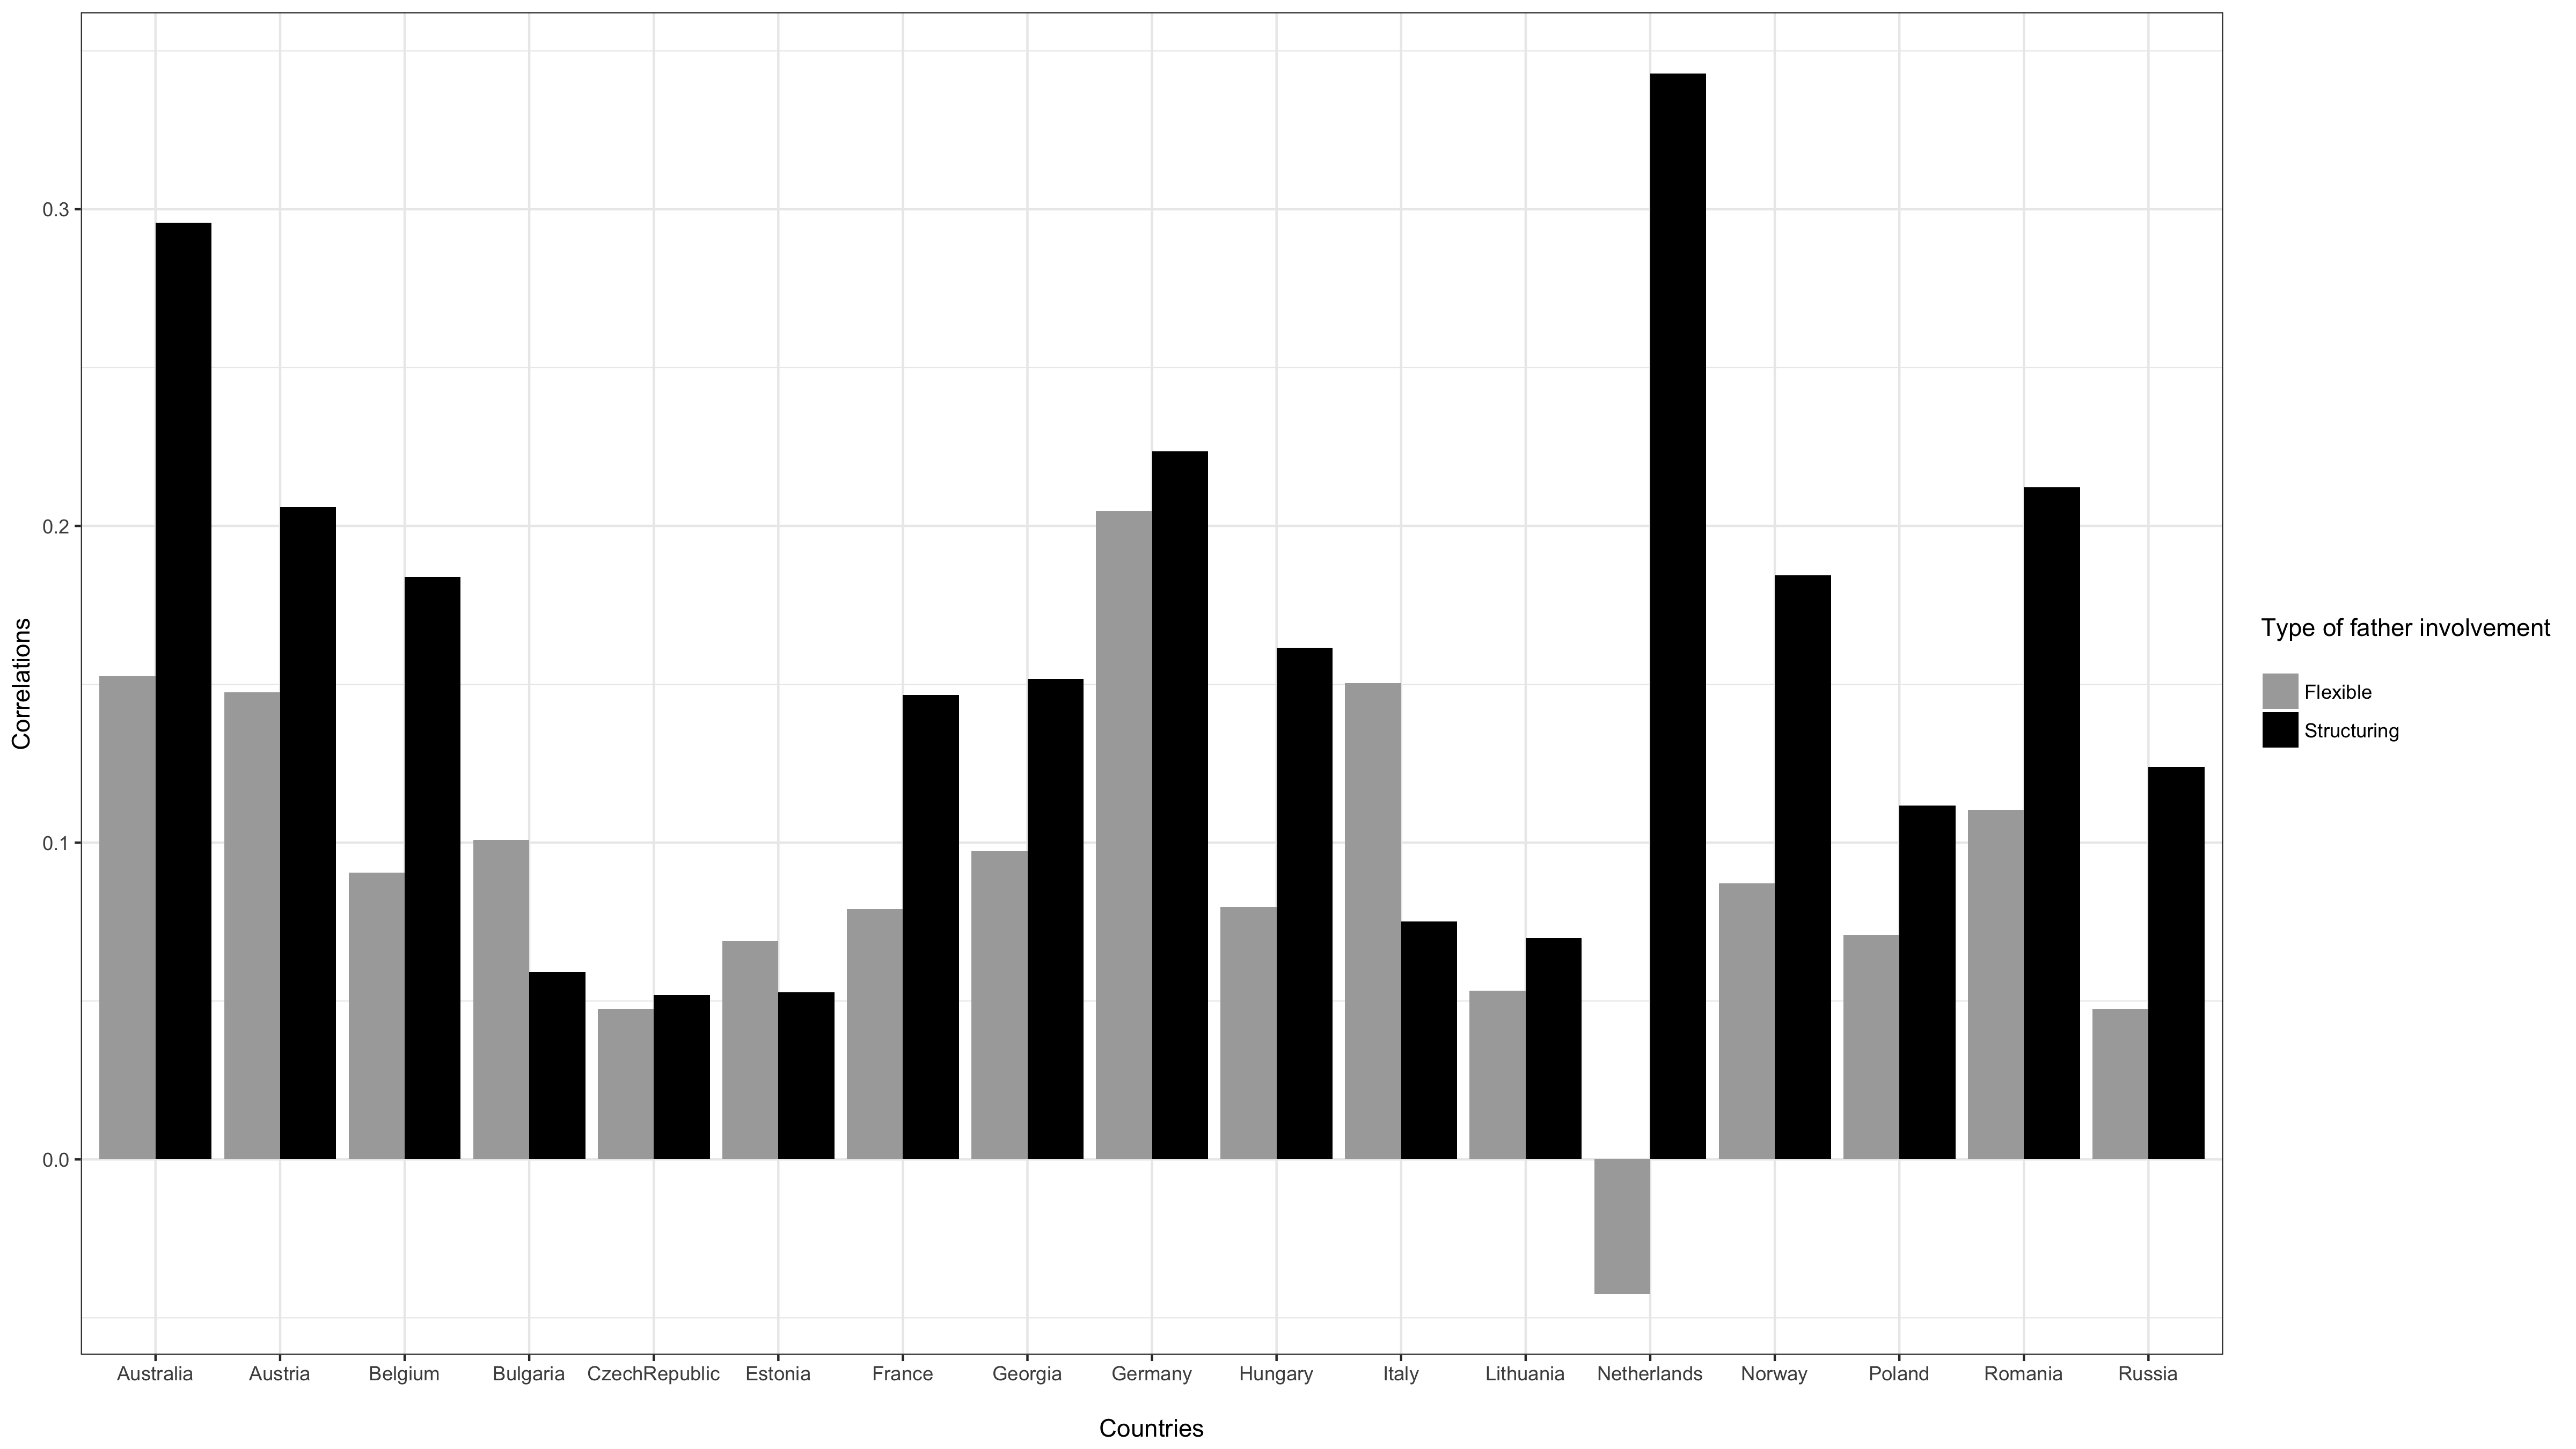 Correlations
0.3
0.2
0.1
0.0
Australia
Austria
Belgium
Bulgaria
CzechRepublic
Estonia
France
Georgia
Germany
Hungary
Italy
Lithuania
Netherlands
Norway
Poland
Romania
Russia
Countries
Type of father involvement
Flexible
Structuring